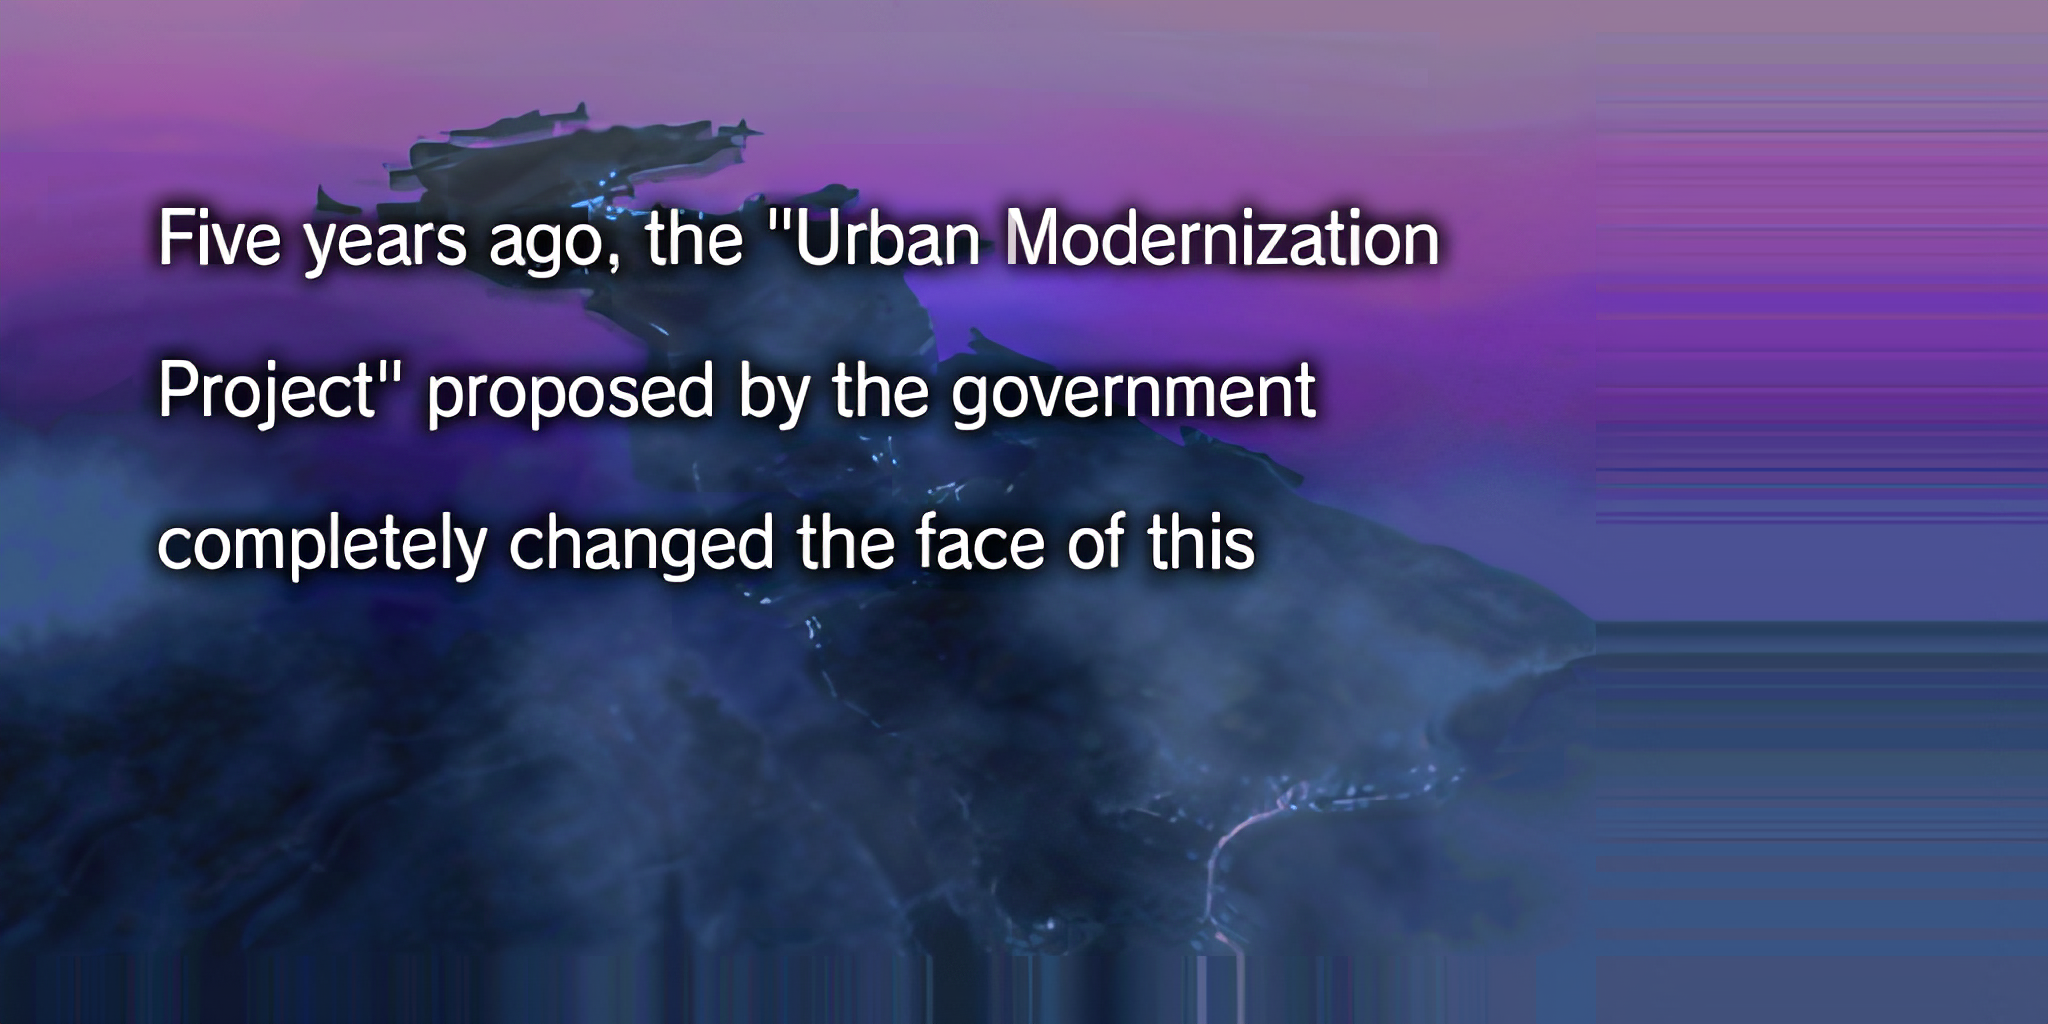 Five years ago, the "Urban Modernization
Project" proposed by the government
completely changed the face of this